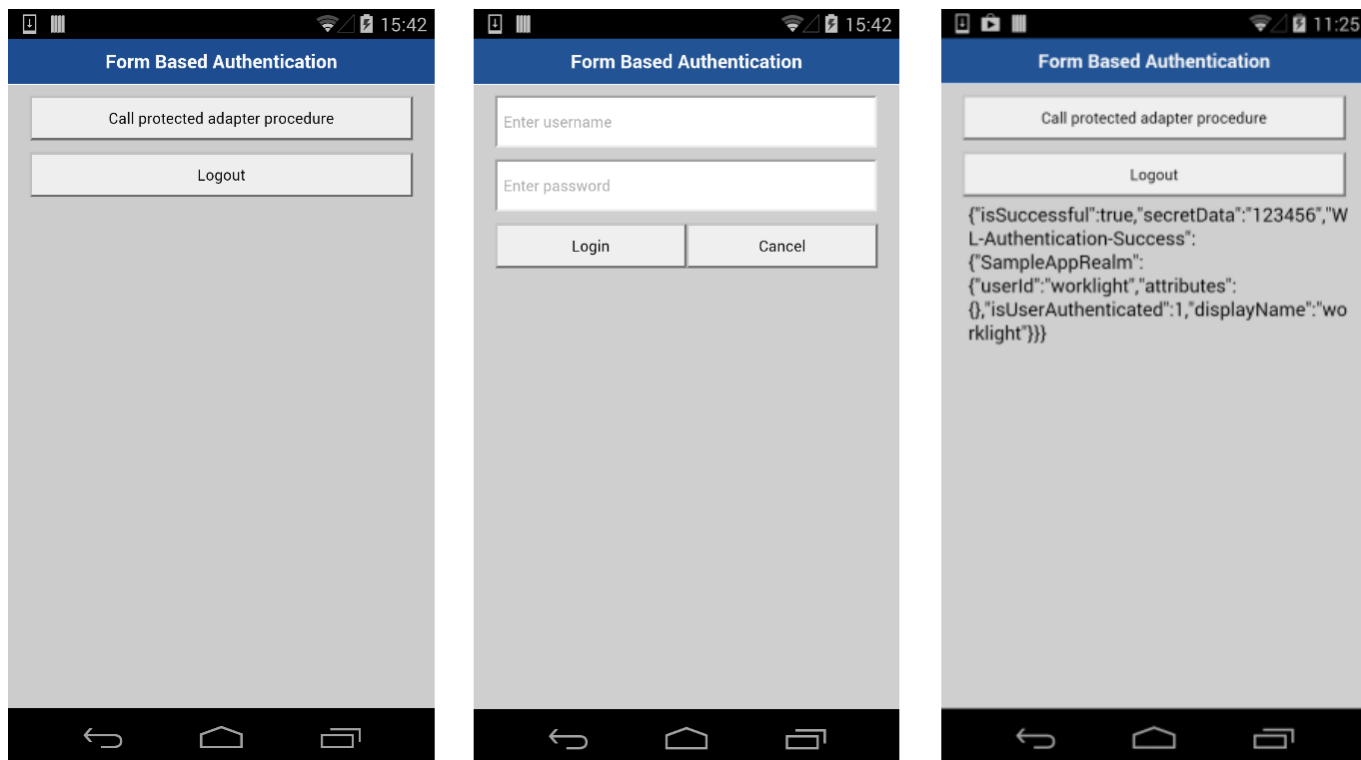 15:42
Form Based Authentication
Call protected adapter procedure
Logout
15:42
Form Based Authentication
Enter username
Enter password
Login
Cancel
11:25
Form Based Authentication
Call protected adapter procedure
Logout
{"isSuccessful":true,"secretData":"123456","W
L-Authentication-Success":
{"SampleAppRealm":
{"userId":"worklight","attributes":
{},"isUserAuthenticated":1,"displayName":"wo
rklight"}}}